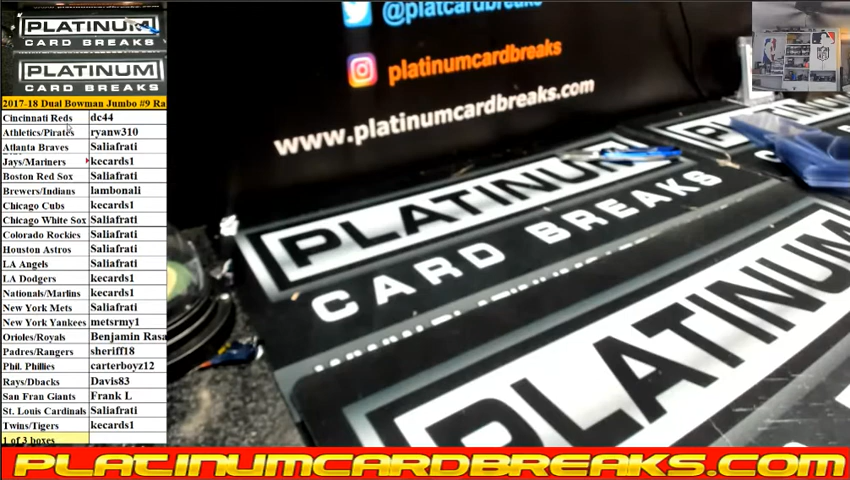 PLATINUM
CARD BREAKS
PLATINUM
CARD BREAKS
2017-18 Dual Bowman Jumbo #9 Ra
Cincinnati Reds dc44
Athletics/Pirates ryanw310
Atlanta Braves Saliafrati
Jays/Mariners kecards1
Boston Red Sox Saliafrati
Brewers/Indians lambonali
Chicago Cubs kecards1
Chicago White Sox Saliafrati
Colorado Rockies Saliafrati
Houston Astros Saliafrati
LA Angels Saliafrati
LA Dodgers kecards1
Nationals/Marlins kecards1
New York Mets Saliafrati
New York Yankees metsrmy1
Orioles/Royals Benjamin Rasa
Padres/Rangers sheriff18
Phil. Phillies carterboyz12
Rays/Dbacks Davis83
San Fran Giants Frank L
St. Louis Cardinals Saliafrati
Twins/Tigers kecards1
1 of 3 boxes
@platcardbreaks
platinumcardbreaks
www.platinumcardbreaks.com
PLATINUM
CARD BREAKS
PLATINUM
PLATINUMCARDBREAKS.COM